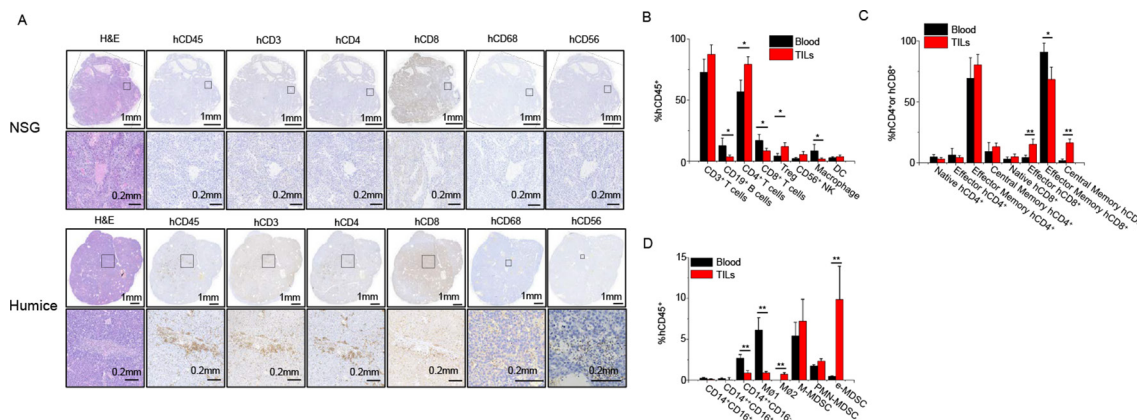 A
H&E hCD45 hCD3 hCD4 hCD8 hCD68 hCD56
NSG
1mm 1mm 1mm 1mm 1mm 1mm 1mm
0.2mm 0.2mm 0.2mm 0.2mm 0.2mm 0.2mm 0.2mm
H&E hCD45 hCD3 hCD4 hCD8 hCD68 hCD56
Humice
1mm 1mm 1mm 1mm 1mm 1mm 1mm
0.2mm 0.2mm 0.2mm 0.2mm 0.2mm 0.2mm 0.2mm
B
Blood
TILs
%hCD45⁺
100
50
0
* * * * *
CD3⁺ T cells
CD19⁺ B cells
CD4⁺ T cells
CD8⁺ T cells
Treg
CD56⁺ NK
Macrophage
DC
C
Blood
TILs
%hCD4⁺or hCD8⁺
100
50
0
** * **
Native hCD4⁺
Effector hCD4⁺
Effector Memory hCD4⁺
Central Memory hCD4⁺
Native hCD8⁺
Effector hCD8⁺
Effector Memory hCD8⁺
Central Memory hCD
D
Blood
TILs
%hCD45⁺
15
10
5
0
** ** ** **
CD14⁺CD16⁺
CD14⁺CD16⁺
CD14⁺⁺CD16⁻
Mø1
Mø2
M-MDSC
PMN-MDSC
e-MDSC